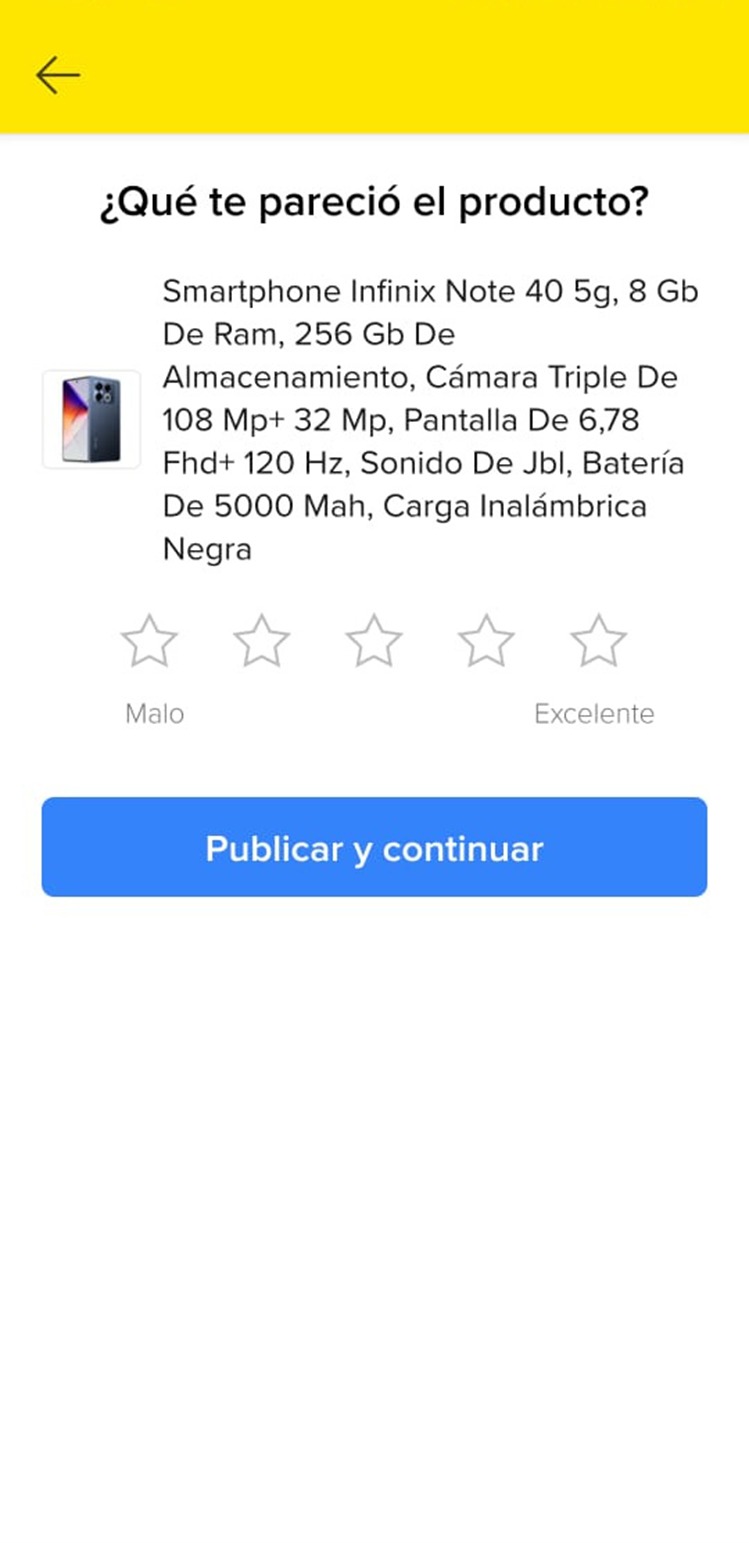 ¿Qué te pareció el producto?
Smartphone Infinix Note 40 5g, 8 Gb
De Ram, 256 Gb De
Almacenamiento, Cámara Triple De
108 Mp+ 32 Mp, Pantalla De 6,78
Fhd+ 120 Hz, Sonido De Jbl, Batería
De 5000 Mah, Carga Inalámbrica
Negra
Malo
Excelente
Publicar y continuar